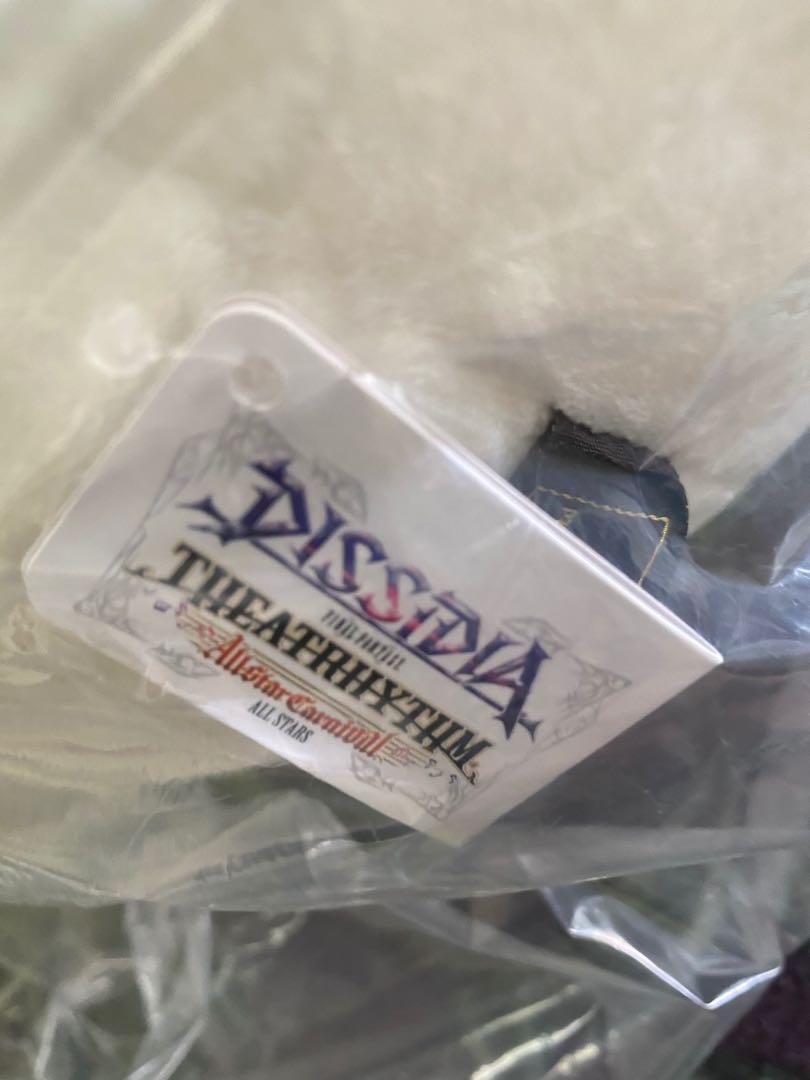 DISSIDIA
FINAL FANTASY
THEATRHYTHM
All-Star Carnival
ALL STARS